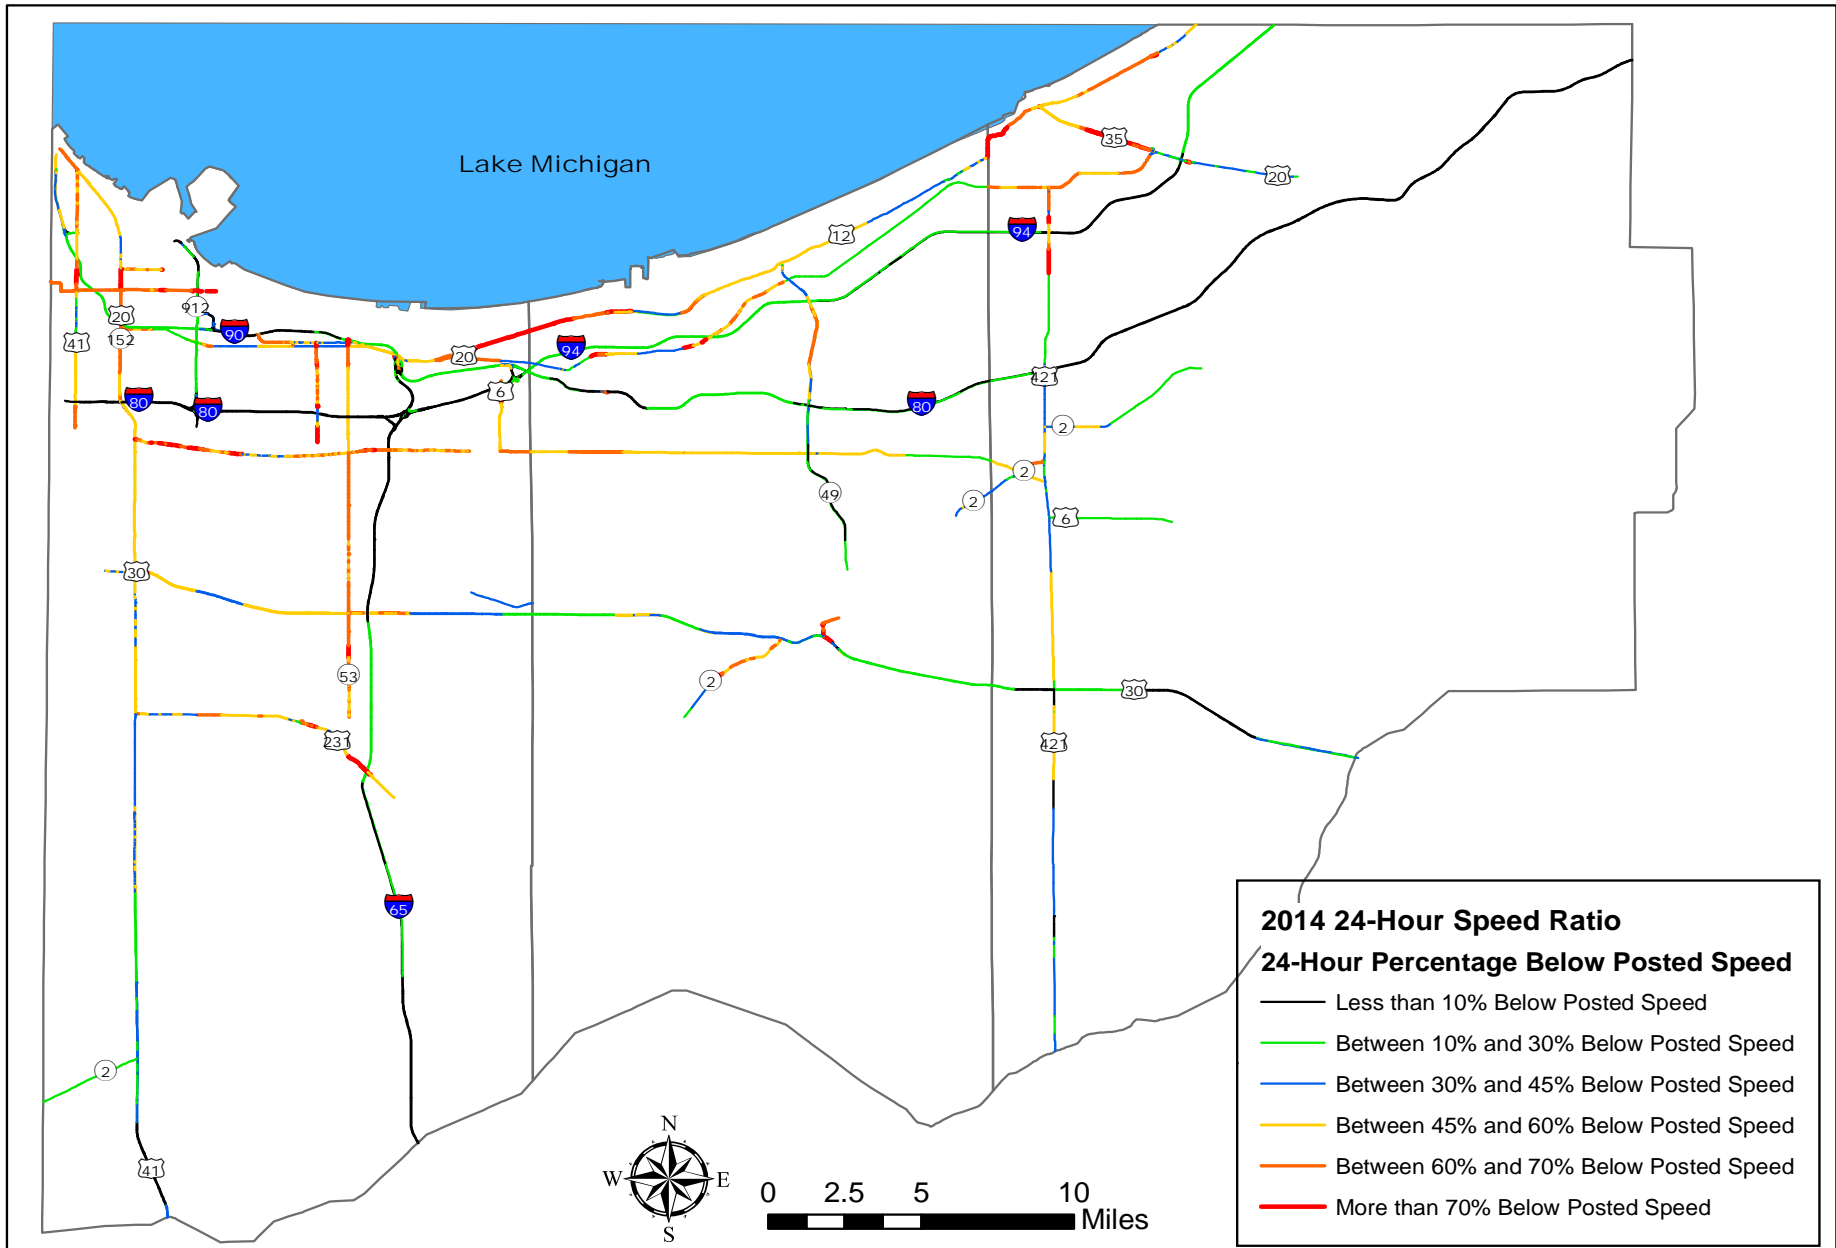 Lake Michigan
35
20
12
94
912
20
90
41
152
20
94
6
421
80
80
80
2
2
2
49
6
30
2
53
30
231
421
65
2
41
2014 24-Hour Speed Ratio
24-Hour Percentage Below Posted Speed
Less than 10% Below Posted Speed
Between 10% and 30% Below Posted Speed
Between 30% and 45% Below Posted Speed
Between 45% and 60% Below Posted Speed
Between 60% and 70% Below Posted Speed
More than 70% Below Posted Speed
N
W E
S
0 2.5 5 10
Miles